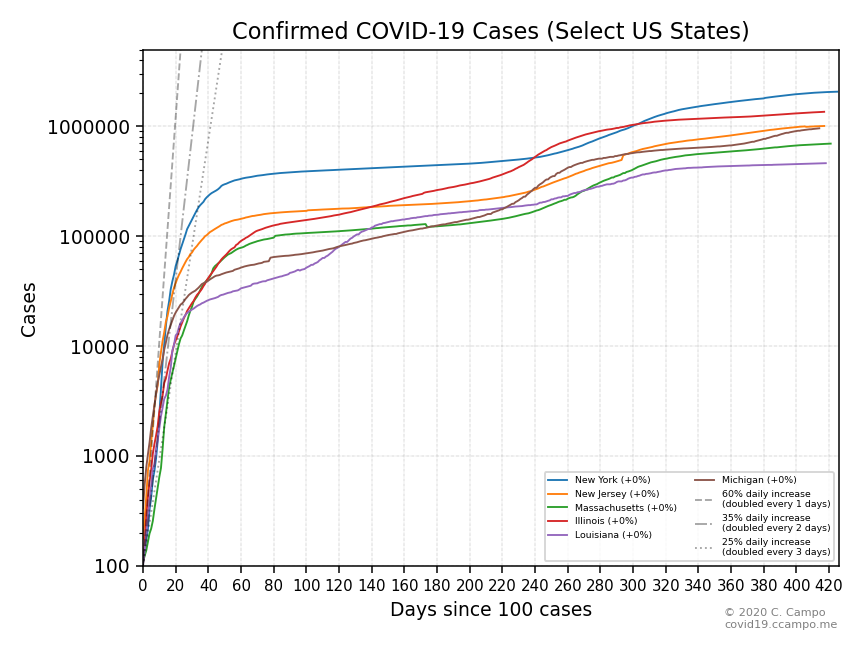 Confirmed COVID-19 Cases (Select US States)
1000000
100000
10000
1000
100
Cases
0 20 40 60 80 100 120 140 160 180 200 220 240 260 280 300 320 340 360 380 400 420
Days since 100 cases
New York (+0%)
New Jersey (+0%)
Massachusetts (+0%)
Illinois (+0%)
Louisiana (+0%)
Michigan (+0%)
60% daily increase
(doubled every 1 days)
35% daily increase
(doubled every 2 days)
25% daily increase
(doubled every 3 days)
© 2020 C. Campo
covid19.ccampo.me